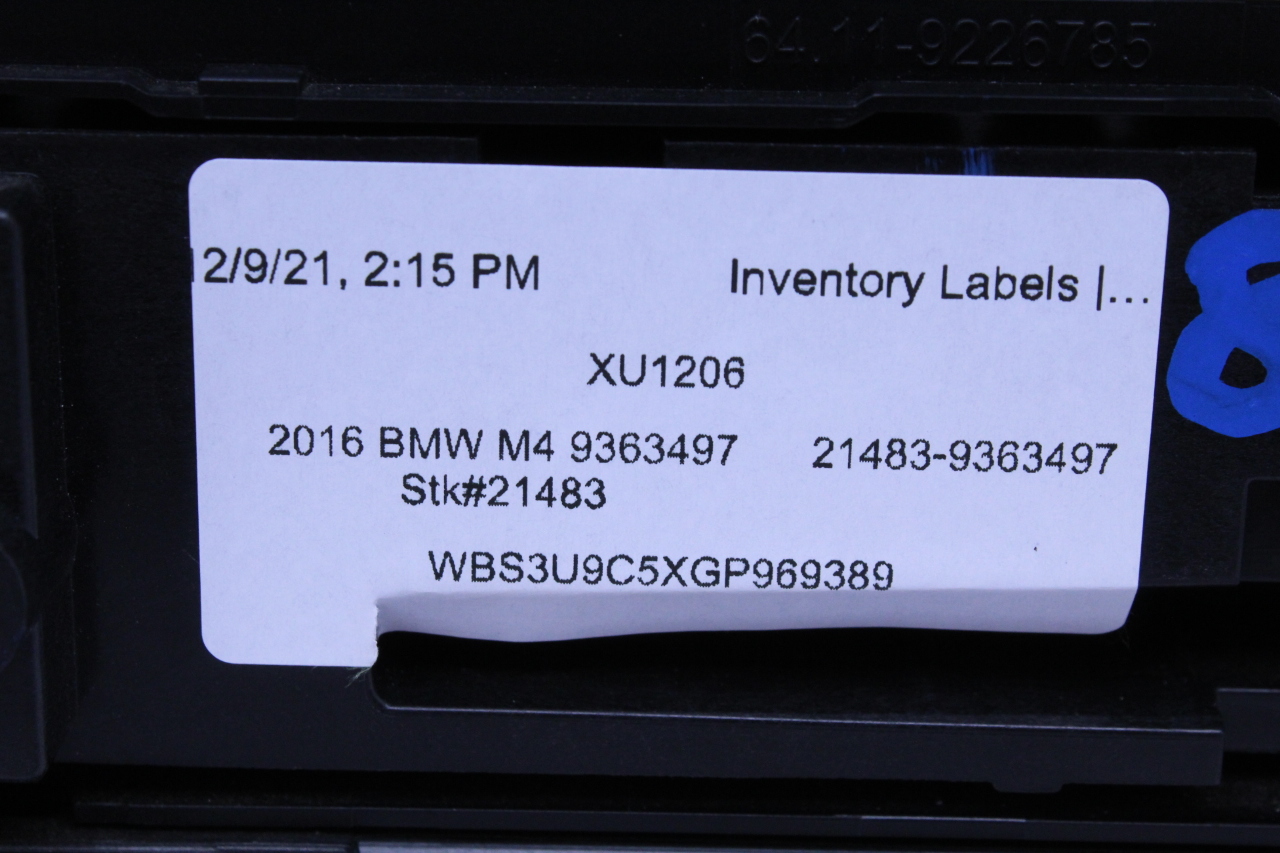 64.11-9226785
12/9/21, 2:15 PM Inventory Labels |...
XU1206
2016 BMW M4 9363497 21483-9363497
Stk#21483
WBS3U9C5XGP969389
8